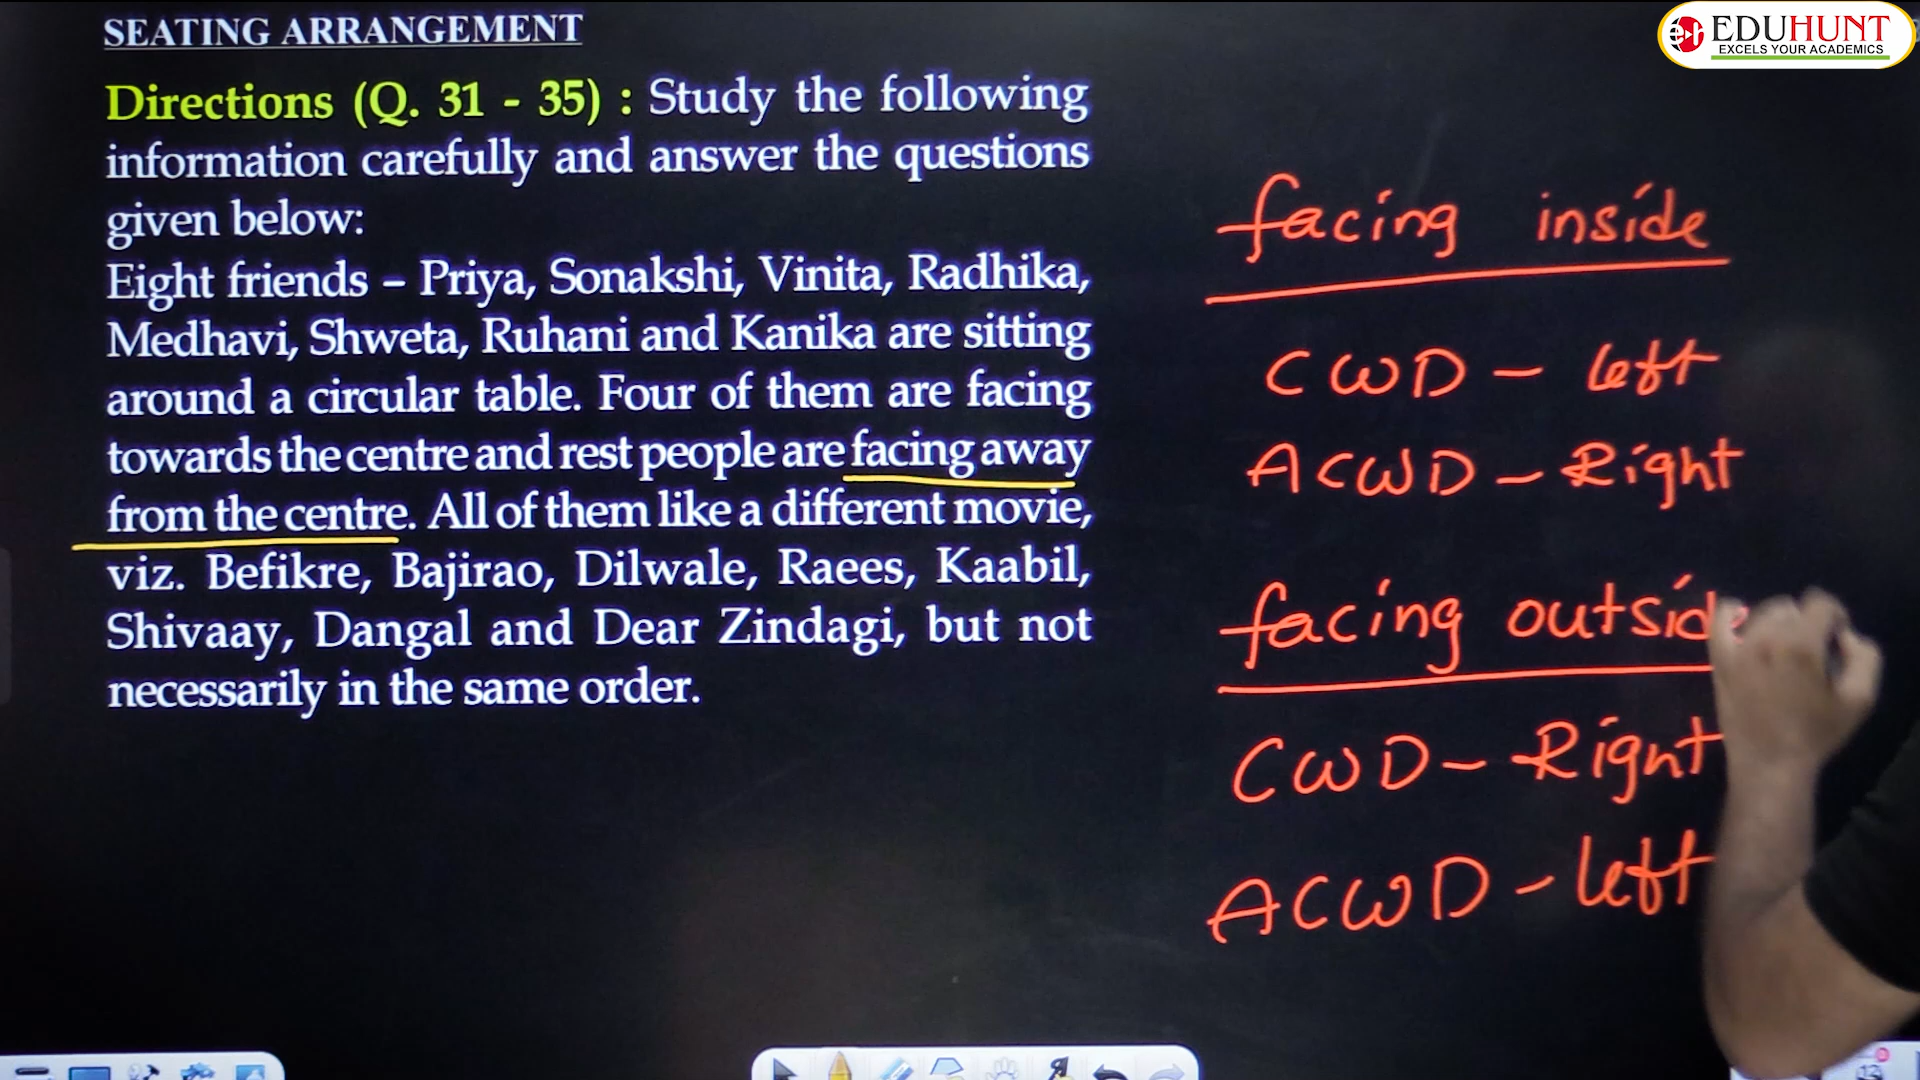 SEATING ARRANGEMENT
EDUHUNT
EXCELS YOUR ACADEMICS
Directions (Q. 31 - 35) : Study the following
information carefully and answer the questions
given below:
Eight friends – Priya, Sonakshi, Vinita, Radhika,
Medhavi, Shweta, Ruhani and Kanika are sitting
around a circular table. Four of them are facing
towards the centre and rest people are facing away
from the centre. All of them like a different movie,
viz. Befikre, Bajirao, Dilwale, Raees, Kaabil,
Shivaay, Dangal and Dear Zindagi, but not
necessarily in the same order.
facing inside
CWD - left
ACWD - Right
facing outside
CWD - Right
ACWD - left